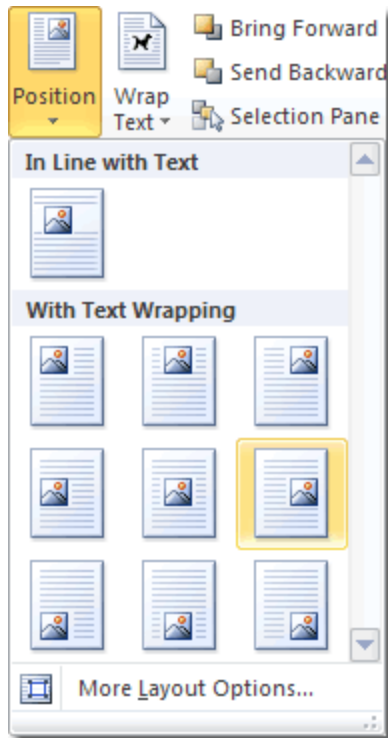 Bring Forward
Send Backward
Position
Wrap
Text
Selection Pane
In Line with Text
With Text Wrapping
More Layout Options...